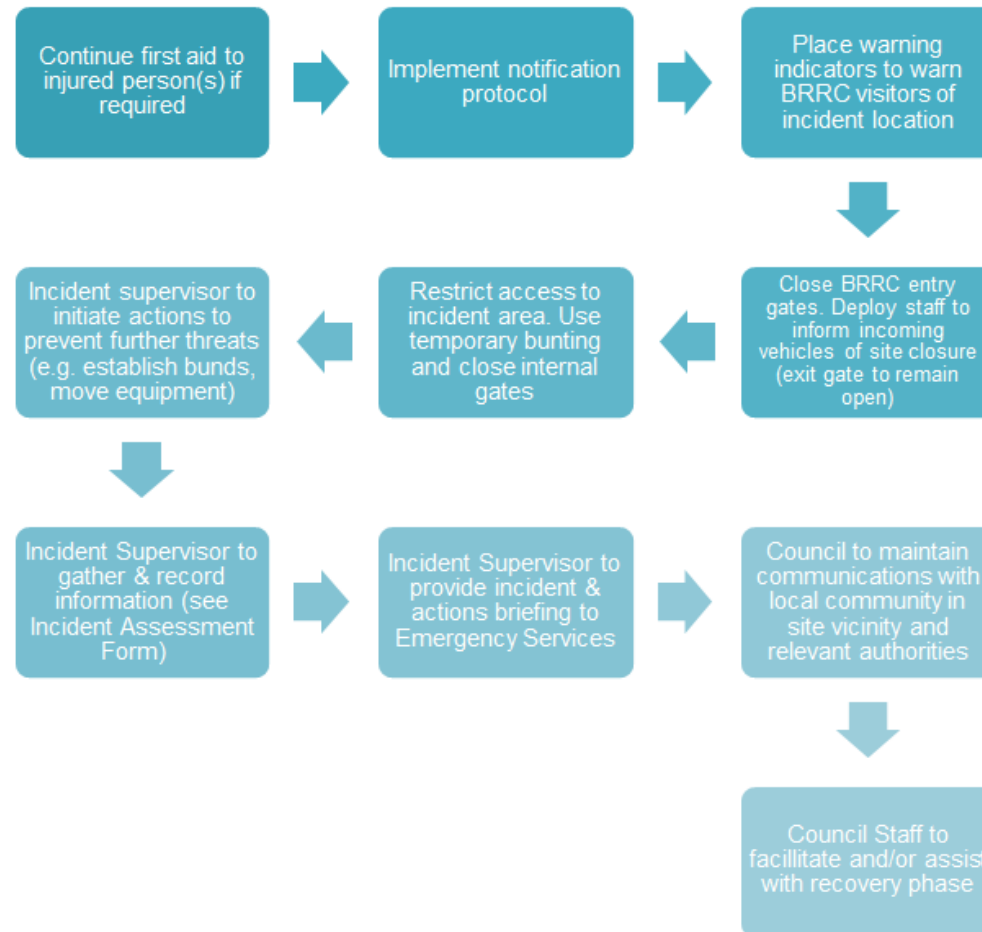 Continue first aid to
injured person(s) if
required
Implement notification
protocol
Place warning
indicators to warn
BRRC visitors of
incident location
Close BRRC entry
gates. Deploy staff to
inform incoming
vehicles of site closure
(exit gate to remain
open)
Restrict access to
incident area. Use
temporary bunting
and close internal
gates
Incident supervisor to
initiate actions to
prevent further threats
(e.g. establish bunds,
move equipment)
Incident Supervisor to
gather & record
information (see
Incident Assessment
Form)
Incident Supervisor to
provide incident &
actions briefing to
Emergency Services
Council to maintain
communications with
local community in
site vicinity and
relevant authorities
Council Staff to
facillitate and/or assist
with recovery phase